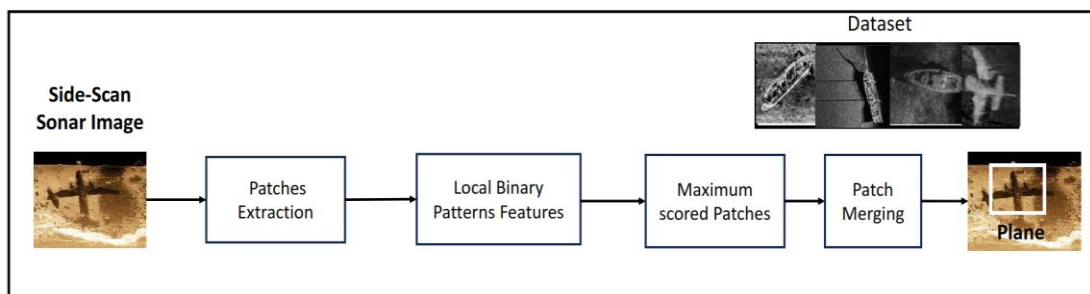 Dataset
Side-Scan
Sonar Image
Patches
Extraction
Local Binary
Patterns Features
Maximum
scored Patches
Patch
Merging
Plane